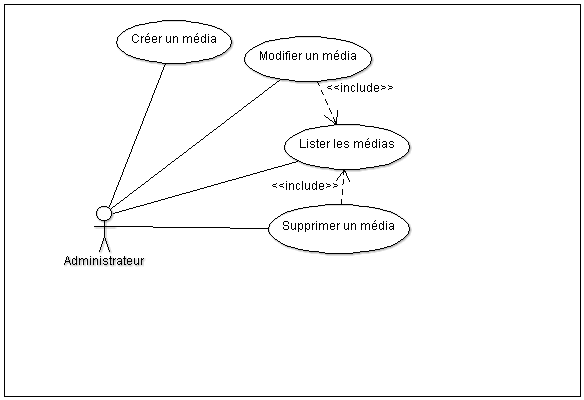 Créer un média
Modifier un média
<<include>>
Lister les médias
<<include>>
Supprimer un média
Administrateur